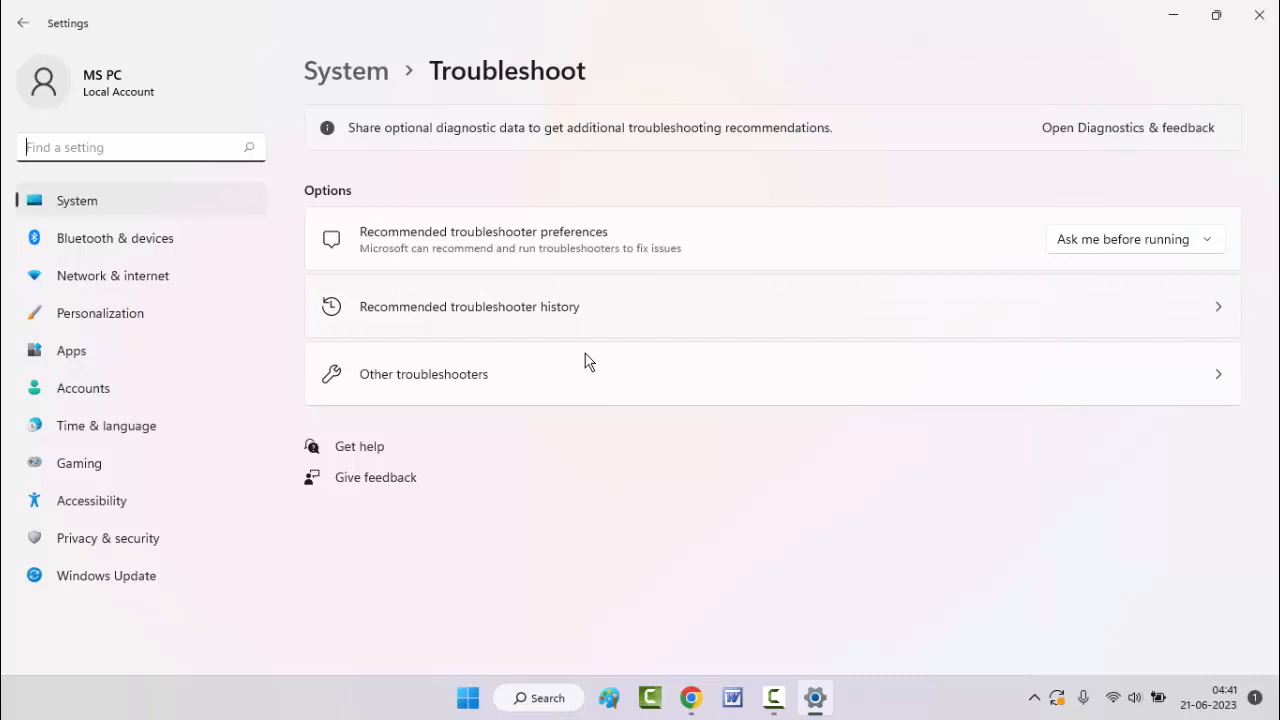 Settings
MS PC
Local Account
Find a setting
System
Bluetooth & devices
Network & internet
Personalization
Apps
Accounts
Time & language
Gaming
Accessibility
Privacy & security
Windows Update
System > Troubleshoot
Share optional diagnostic data to get additional troubleshooting recommendations.
Open Diagnostics & feedback
Options
Recommended troubleshooter preferences
Microsoft can recommend and run troubleshooters to fix issues
Ask me before running
Recommended troubleshooter history
Other troubleshooters
Get help
Give feedback
Search
04:41
21-06-2023
1